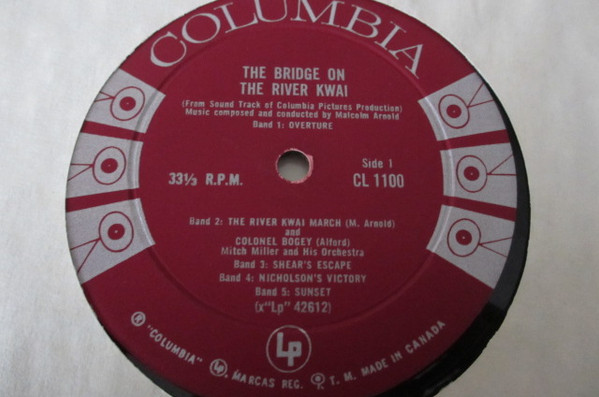 COLUMBIA
THE BRIDGE ON
THE RIVER KWAI
(From Sound Track of Columbia Pictures Production)
Music composed and conducted by Malcolm Arnold
Band 1: OVERTURE
33⅓ R.P.M.
Side 1
CL 1100
Band 2: THE RIVER KWAI MARCH (M. Arnold)
and
COLONEL BOGEY (Alford)
Mitch Miller and His Orchestra
Band 3: SHEAR'S ESCAPE
Band 4: NICHOLSON'S VICTORY
Band 5: SUNSET
(x"Lp" 42612)
Lp
® "COLUMBIA" MARCAS REG. T. M. MADE IN CANADA